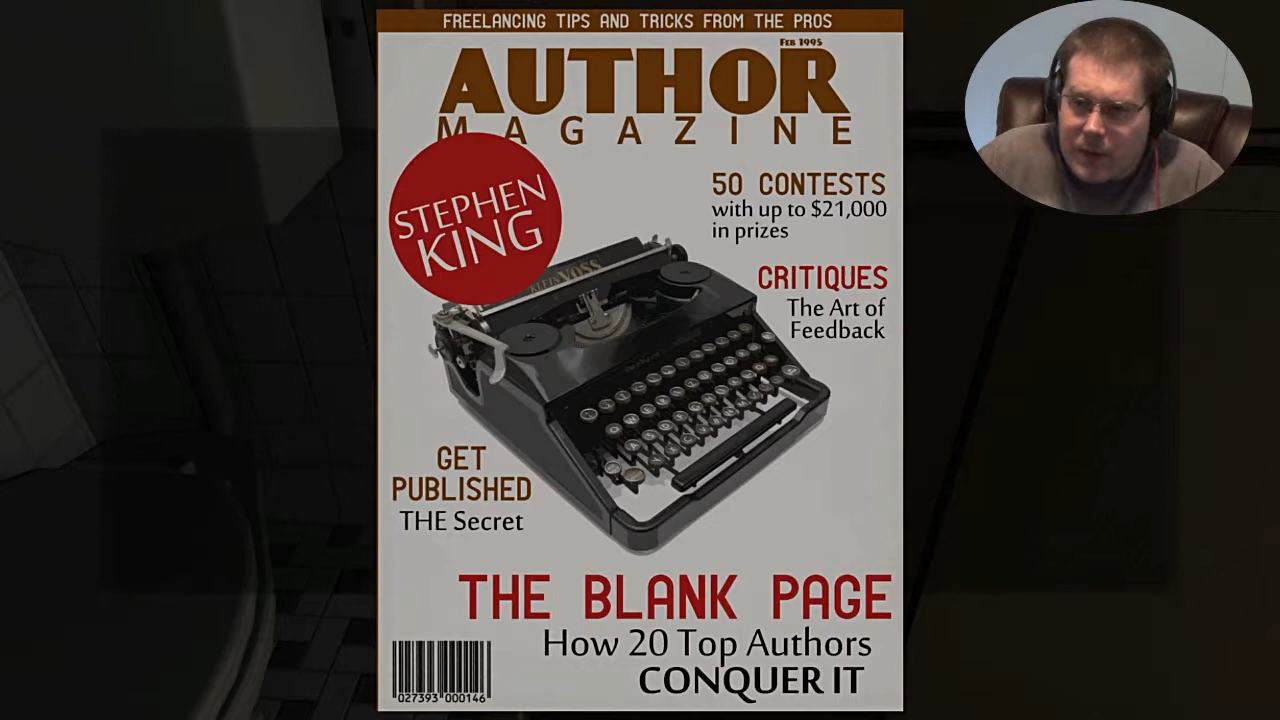 FREELANCING TIPS AND TRICKS FROM THE PROS
FEB 1995
AUTHOR
MAGAZINE
STEPHEN
KING
50 CONTESTS
with up to $21,000
in prizes
CRITIQUES
The Art of
Feedback
KLEIN VOSS
GET
PUBLISHED
THE Secret
THE BLANK PAGE
How 20 Top Authors
CONQUER IT
027393 000146